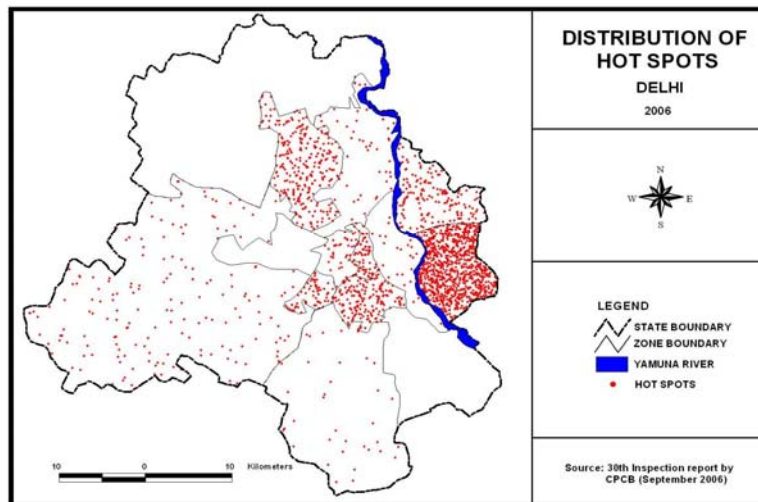 DISTRIBUTION OF
HOT SPOTS
DELHI
2006
N
W E
S
LEGEND
STATE BOUNDARY
ZONE BOUNDARY
YAMUNA RIVER
HOT SPOTS
10 0 10 Kilometers
Source: 30th Inspection report by
CPCB (September 2006)